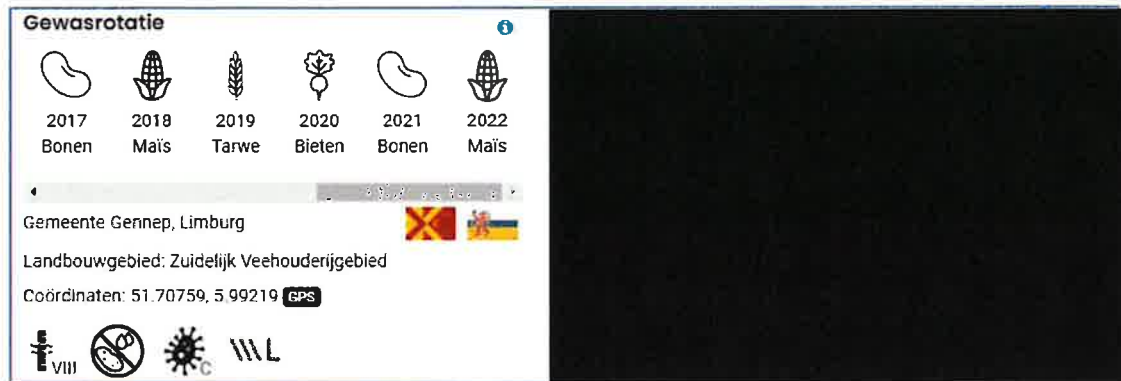 Gewasrotatie
2017 2018 2019 2020 2021 2022
Bonen Maïs Tarwe Bieten Bonen Maïs
Gemeente Gennep, Limburg
Landbouwgebied: Zuidelijk Veehouderijgebied
Coördinaten: 51.70759, 5.99219 GPS
VIII C L